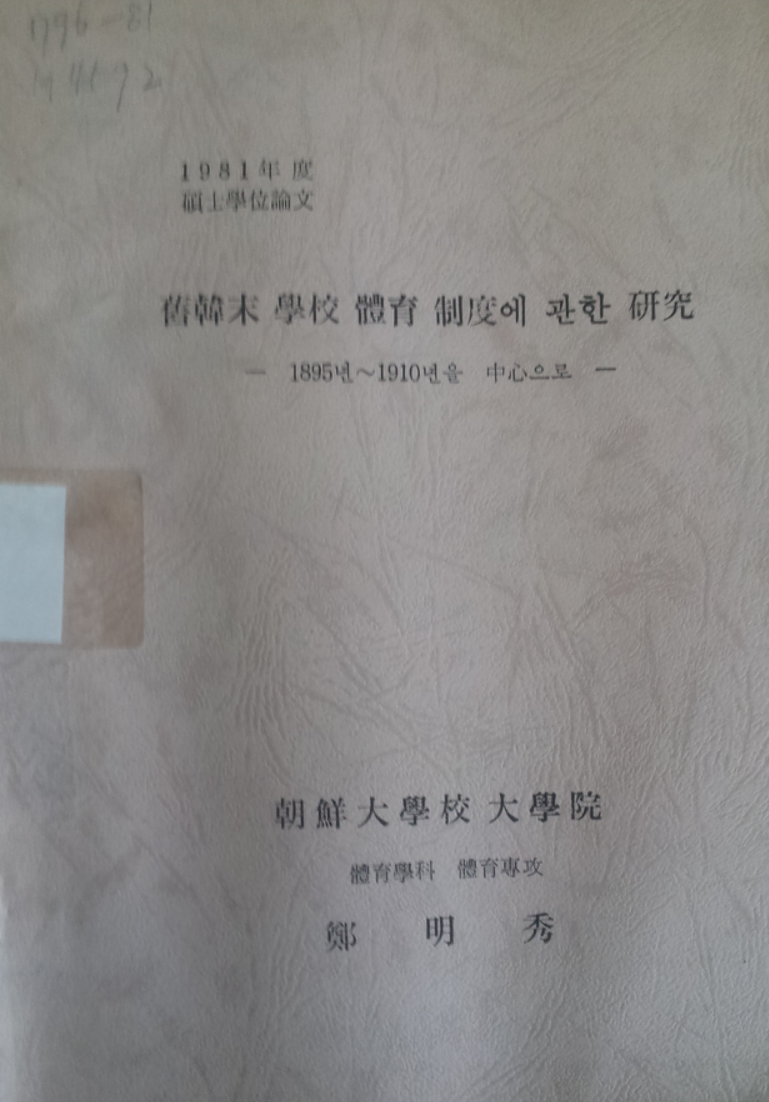 1981年 度
碩士學位論文
舊韓末 學校 體育 制度에 관한 硏究
— 1895년~1910년을 中心으로 —
朝鮮大學校 大學院
體育學科 體育專攻
鄭 明 秀